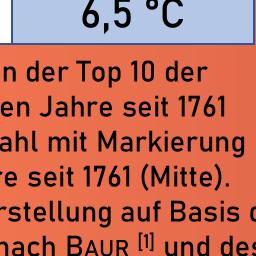 6,5 °C
n der Top 10 der
en Jahre seit 1761
ahl mit Markierung
re seit 1761 (Mitte).
rstellung auf Basis
nach BAUR [1] und des